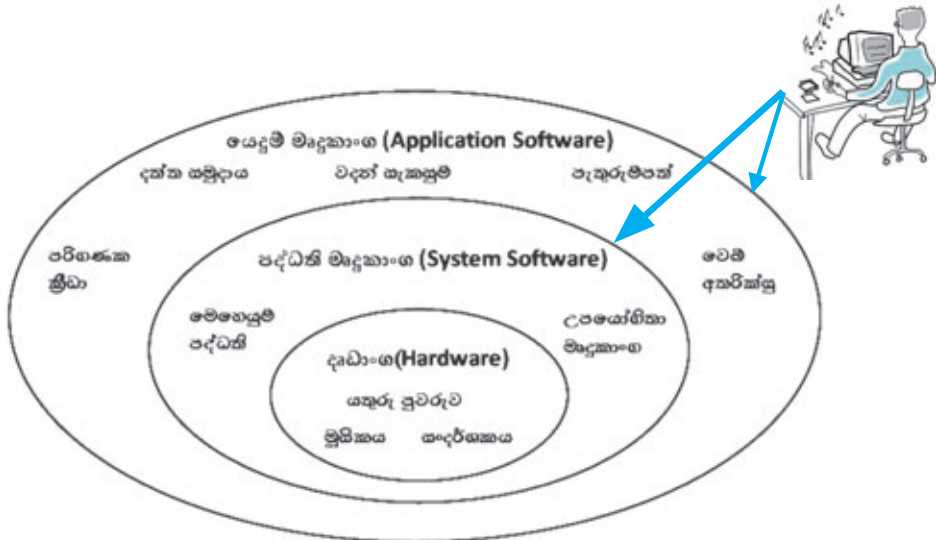 යෙදුම් මෘදුකාංග (Application Software)
දත්ත සමුදාය වදන් සැකසුම් පැතුරුම්පත්
පරිගණක
ක්‍රීඩා
පද්ධති මෘදුකාංග (System Software)
වෙබ්
අතරික්සු
මෙහෙයුම්
පද්ධති
උපයෝගිතා
මෘදුකාංග
දෘඩාංග(Hardware)
යතුරු පුවරුව
මූසිකය සංදර්ශකය